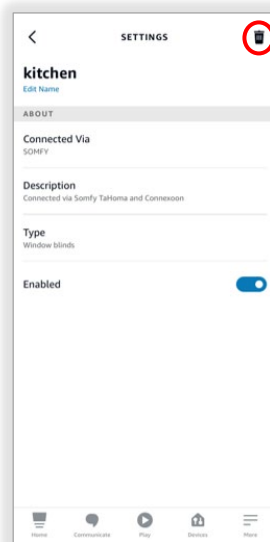 SETTINGS
kitchen
Edit Name
ABOUT
Connected Via
SOMFY
Description
Connected via Somfy TaHoma and Connexoon
Type
Window blinds
Enabled
Home
Communicate
Play
Devices
More